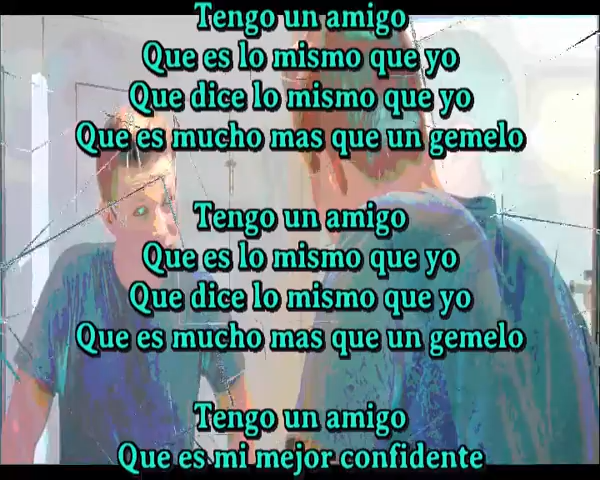 Tengo un amigo
Que es lo mismo que yo
Que dice lo mismo que yo
Que es mucho mas que un gemelo
Tengo un amigo
Que es lo mismo que yo
Que dice lo mismo que yo
Que es mucho mas que un gemelo
Tengo un amigo
Que es mi mejor confidente